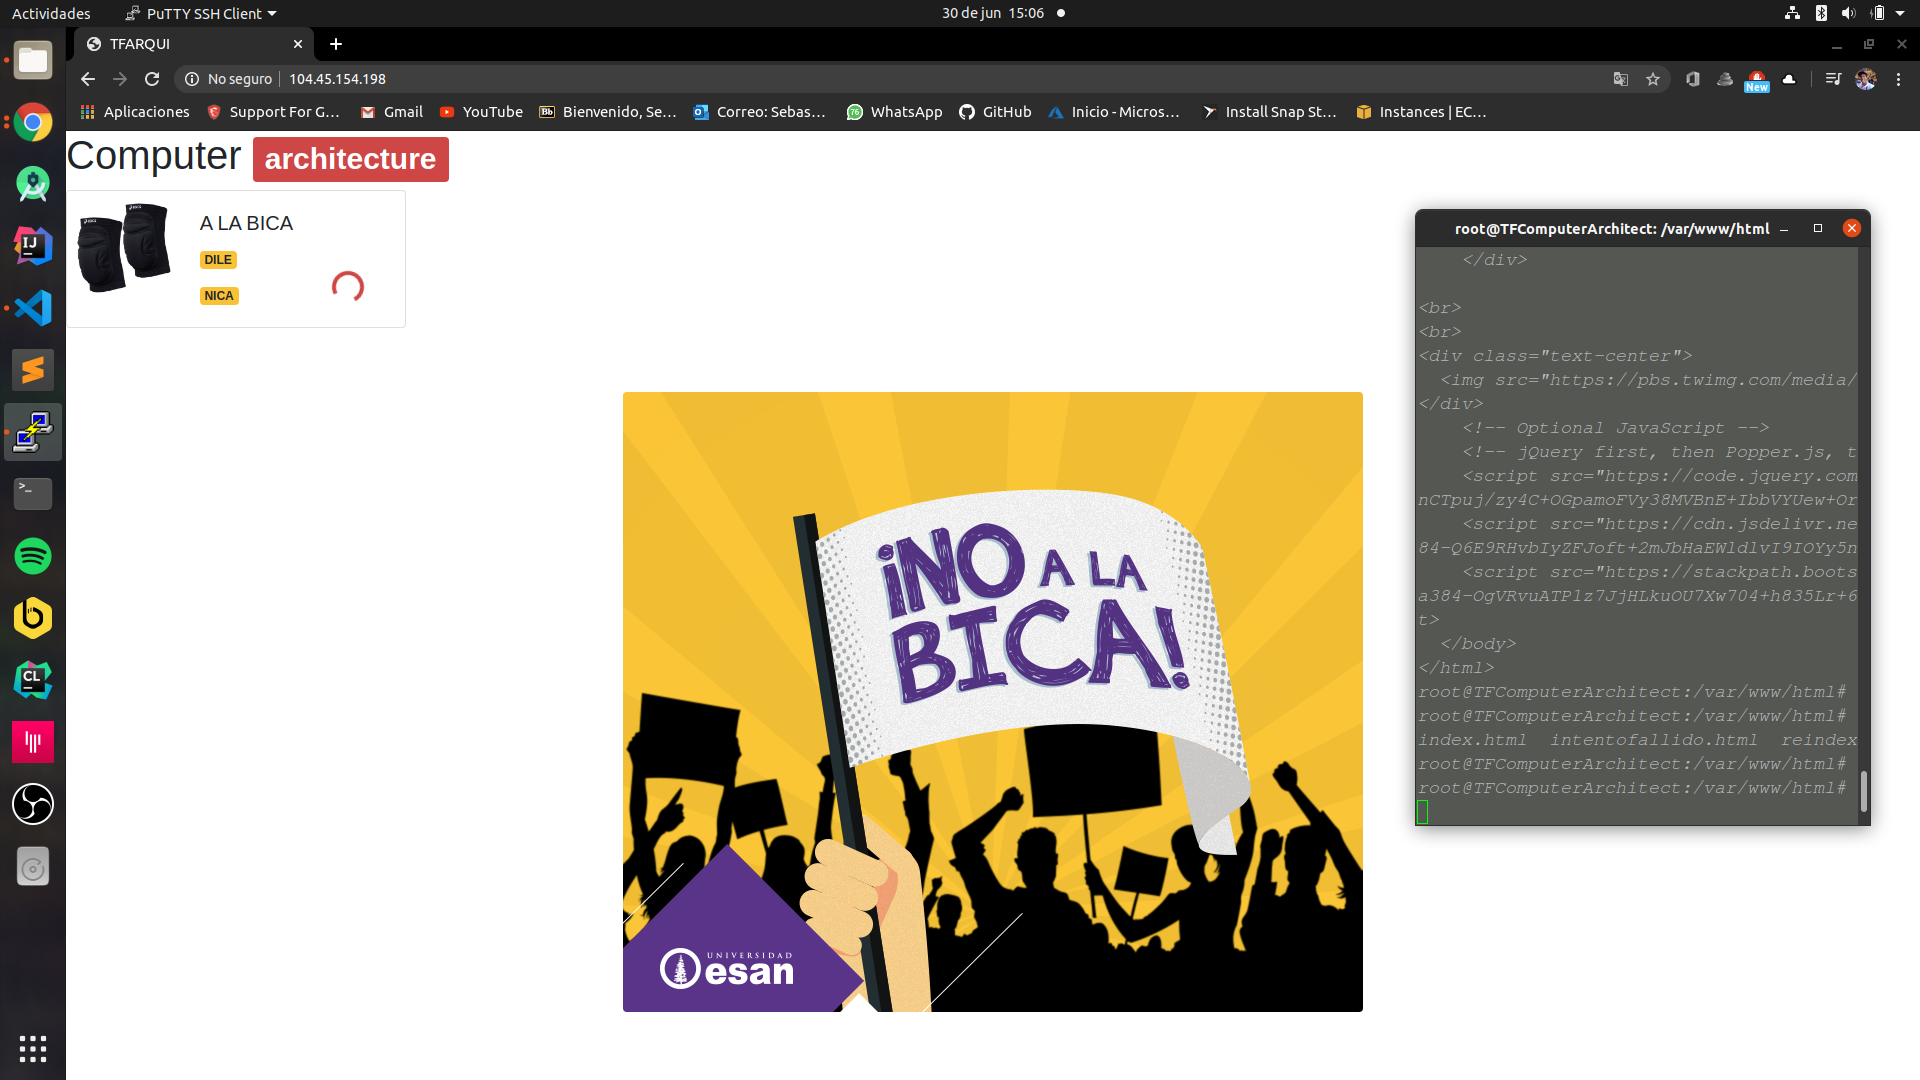 Actividades
PuTTY SSH Client
30 de jun 15:06
TFARQUI
No seguro
104.45.154.198
New
Aplicaciones
Support For G...
Gmail
YouTube
Bb
Bienvenido, Se...
Correo: Sebas...
76
WhatsApp
GitHub
Inicio - Micros...
Install Snap St...
Instances | EC...
Computer architecture
A LA BICA
DILE
NICA
¡NO A LA
BICA!
UNIVERSIDAD
esan
IJ
CL
root@TFComputerArchitect: /var/www/html
</div>
<br>
<br>
<div class="text-center">
<img src="https://pbs.twimg.com/media/
</div>
<!-- Optional JavaScript -->
<!-- jQuery first, then Popper.js, t
<script src="https://code.jquery.com
nCTpuj/zy4C+OGpamoFVy38MVBnE+IbbVYUew+Or
<script src="https://cdn.jsdelivr.ne
84-Q6E9RHvbIyZFJoft+2mJbHaEWldlvI9IOYy5n
<script src="https://stackpath.boots
a384-OgVRvuATP1z7JjHLkuOU7Xw704+h835Lr+6
t>
</body>
</html>
root@TFComputerArchitect:/var/www/html#
root@TFComputerArchitect:/var/www/html#
index.html intentofallido.html reindex
root@TFComputerArchitect:/var/www/html#
root@TFComputerArchitect:/var/www/html#